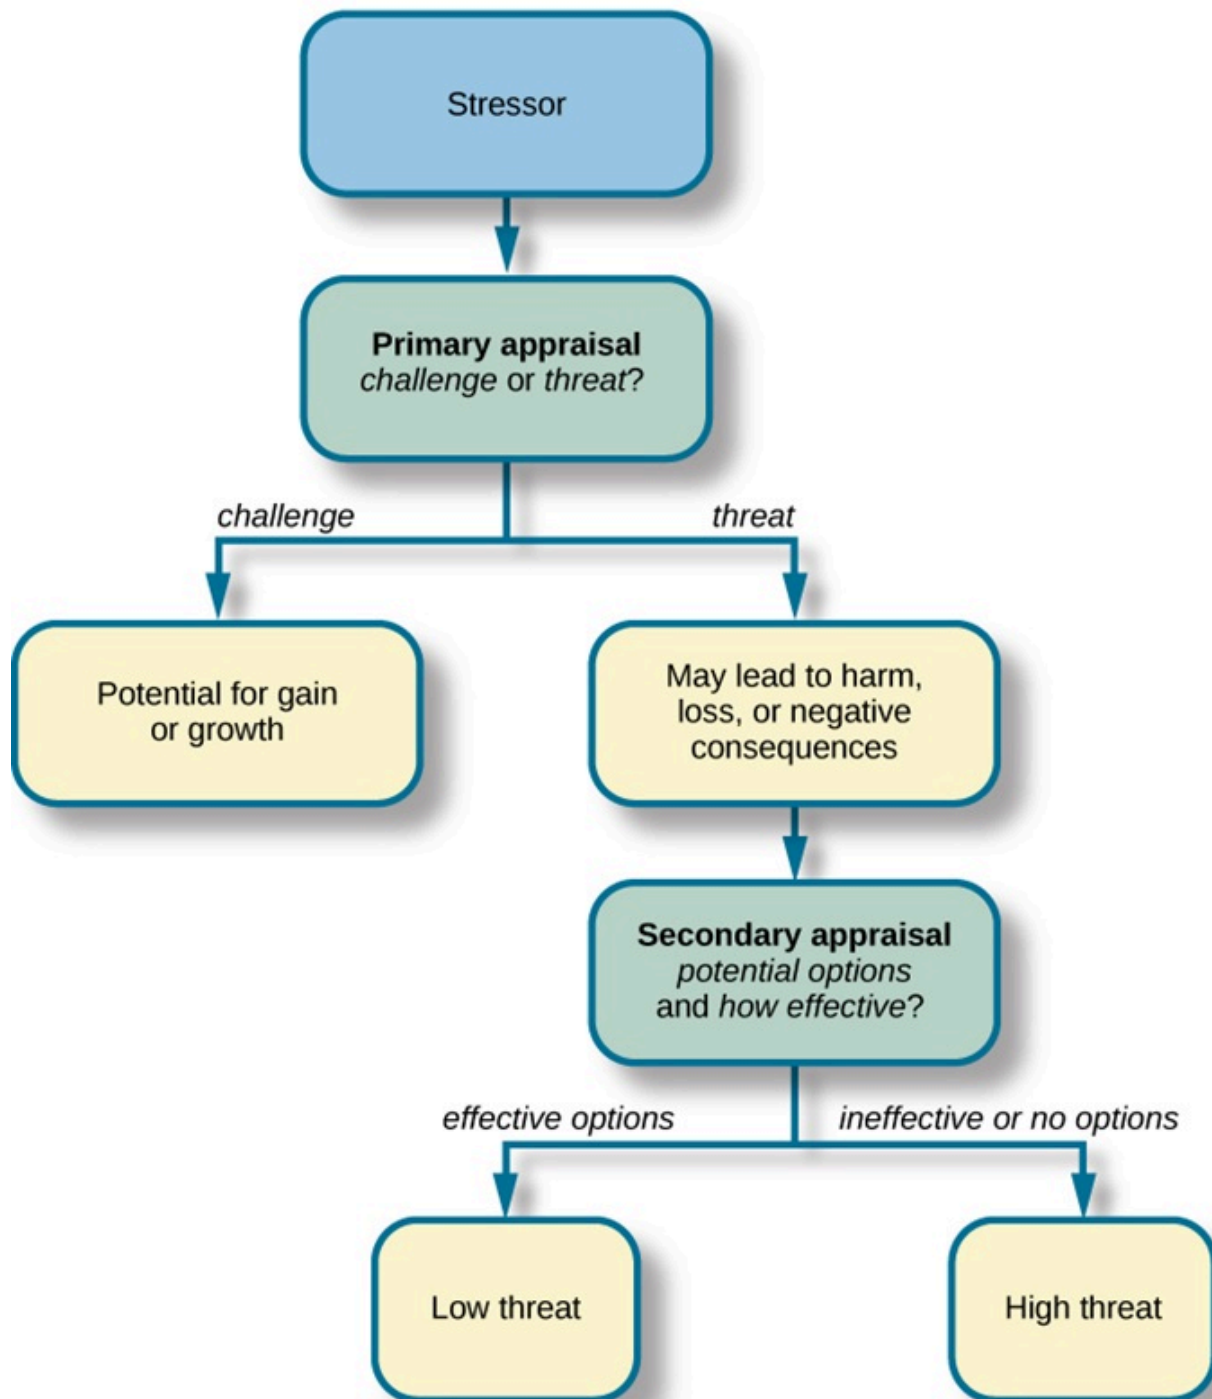 Stressor
Primary appraisal
challenge or threat?
challenge
threat
Potential for gain
or growth
May lead to harm,
loss, or negative
consequences
Secondary appraisal
potential options
and how effective?
effective options
ineffective or no options
Low threat
High threat